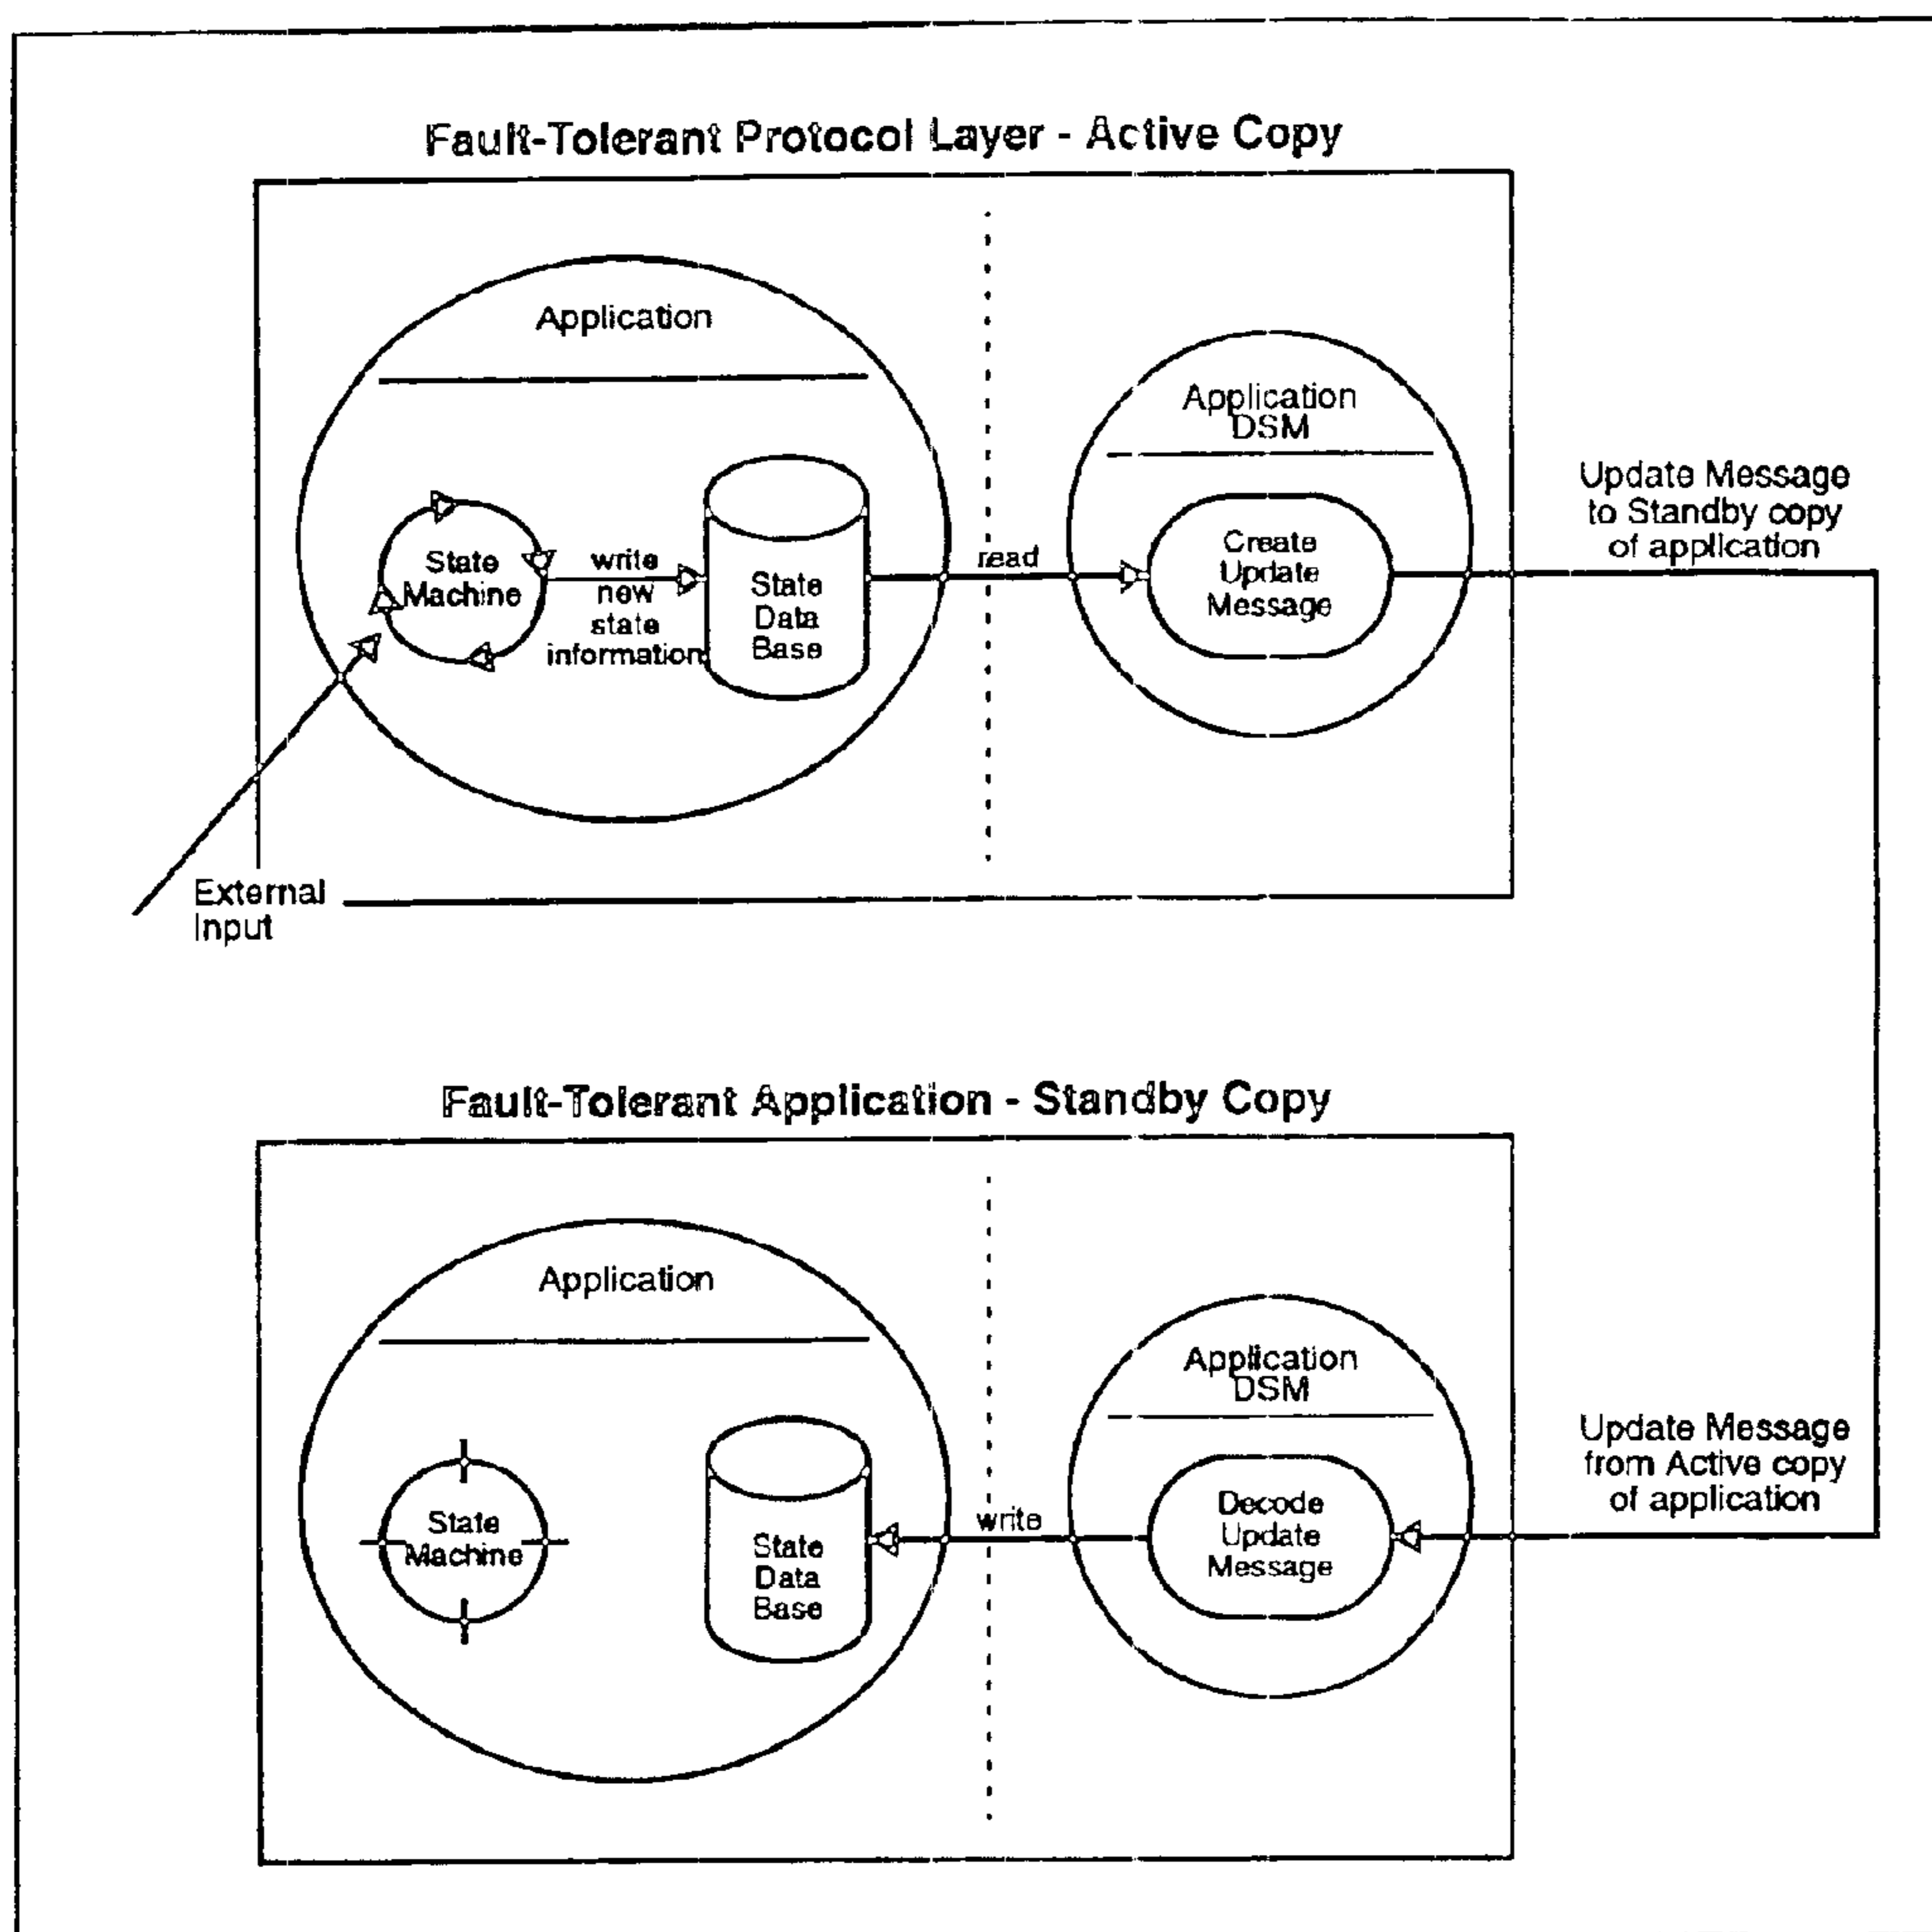 Fault-Tolerant Protocol Layer - Active Copy
Application
Application
DSM
State
Machine
write
new
state
information
State
Data
Base
read
Create
Update
Message
Update Message
to Standby copy
of application
External
Input
Fault-Tolerant Application - Standby Copy
Application
Application
DSM
State
Machine
State
Data
Base
write
Decode
Update
Message
Update Message
from Active copy
of application